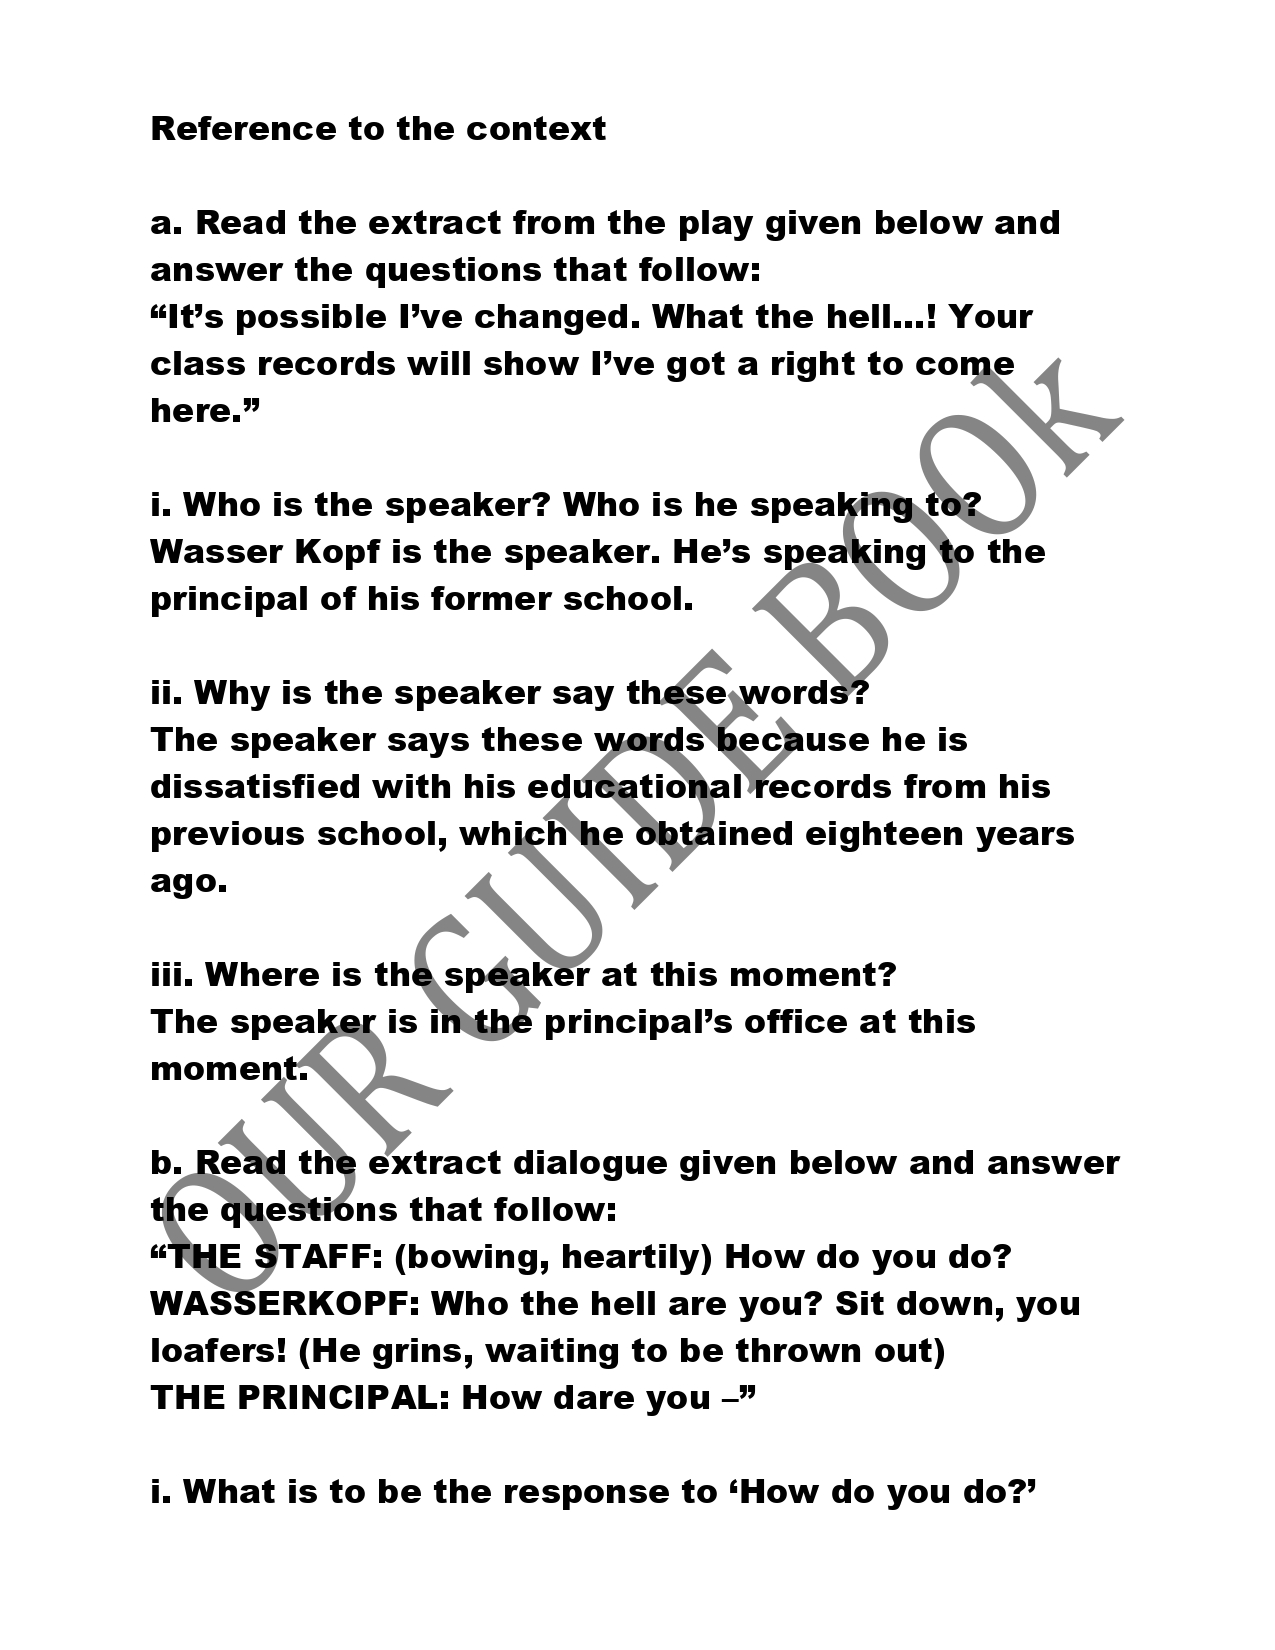 Reference to the context
a. Read the extract from the play given below and
answer the questions that follow:
“It’s possible I’ve changed. What the hell...! Your
class records will show I’ve got a right to come
here.”
i. Who is the speaker? Who is he speaking to?
Wasser Kopf is the speaker. He’s speaking to the
principal of his former school.
ii. Why is the speaker say these words?
The speaker says these words because he is
dissatisfied with his educational records from his
previous school, which he obtained eighteen years
ago.
iii. Where is the speaker at this moment?
The speaker is in the principal’s office at this
moment.
b. Read the extract dialogue given below and answer
the questions that follow:
“THE STAFF: (bowing, heartily) How do you do?
WASSERKOPF: Who the hell are you? Sit down, you
loafers! (He grins, waiting to be thrown out)
THE PRINCIPAL: How dare you –”
i. What is to be the response to ‘How do you do?’
OUR GUIDE BOOk